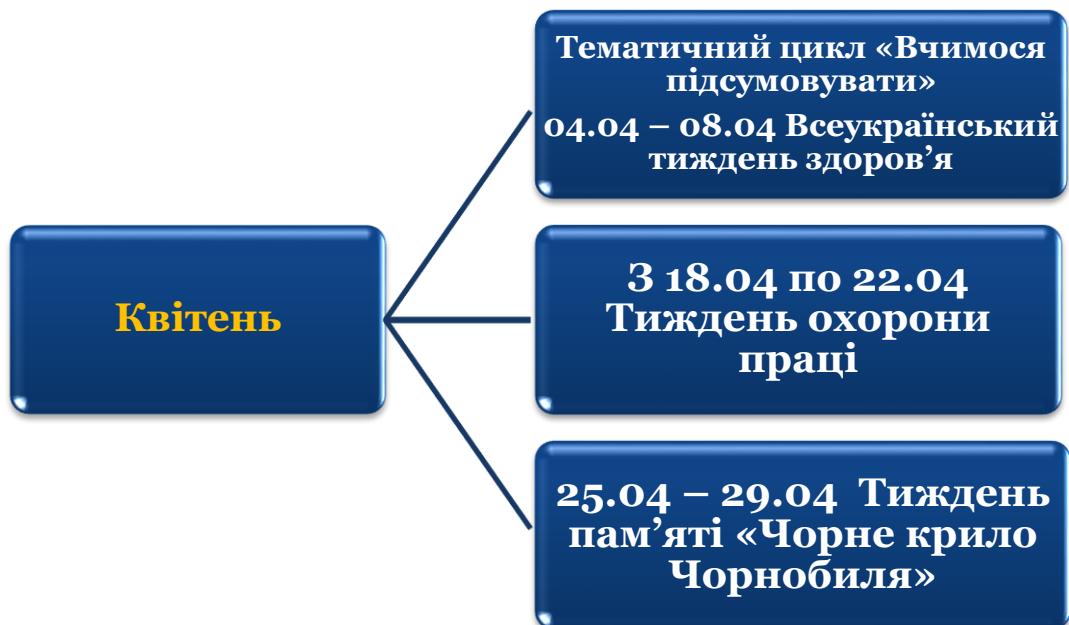 Тематичний цикл «Вчимося
підсумовувати»
04.04 – 08.04 Всеукраїнський
тиждень здоров’я
Квітень
З 18.04 по 22.04
Тиждень охорони
праці
25.04 – 29.04 Тиждень
пам’яті «Чорне крило
Чорнобиля»